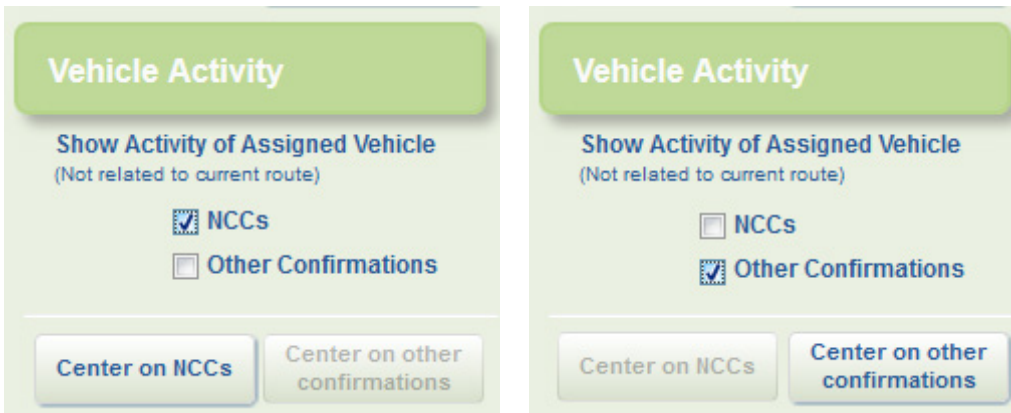 Vehicle Activity
Show Activity of Assigned Vehicle
(Not related to current route)
NCCs
Other Confirmations
Center on NCCs
Center on other
confirmations
Vehicle Activity
Show Activity of Assigned Vehicle
(Not related to current route)
NCCs
Other Confirmations
Center on NCCs
Center on other
confirmations